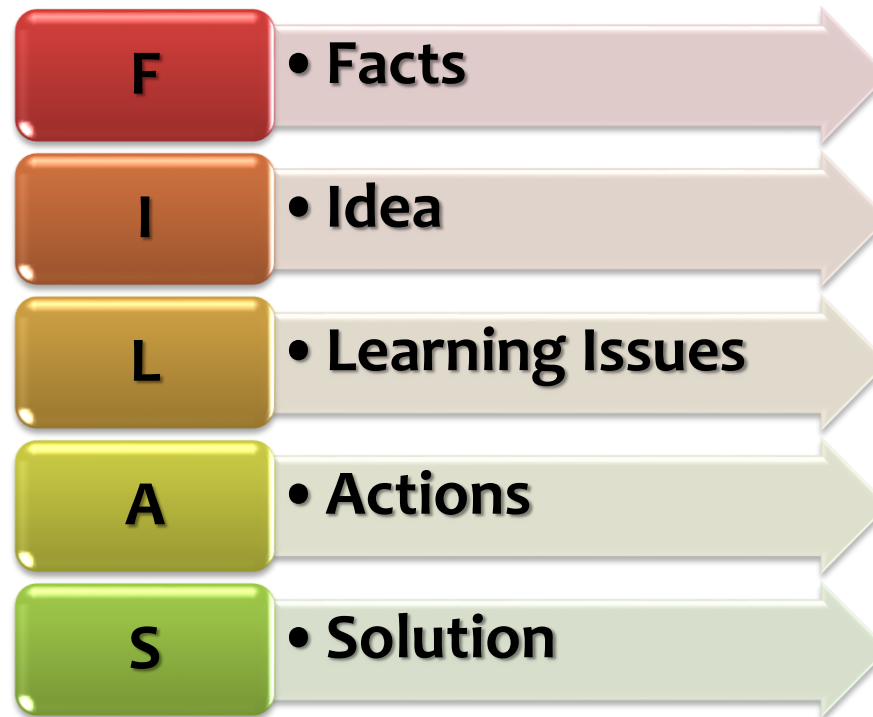 F • Facts
I • Idea
L • Learning Issues
A • Actions
S • Solution